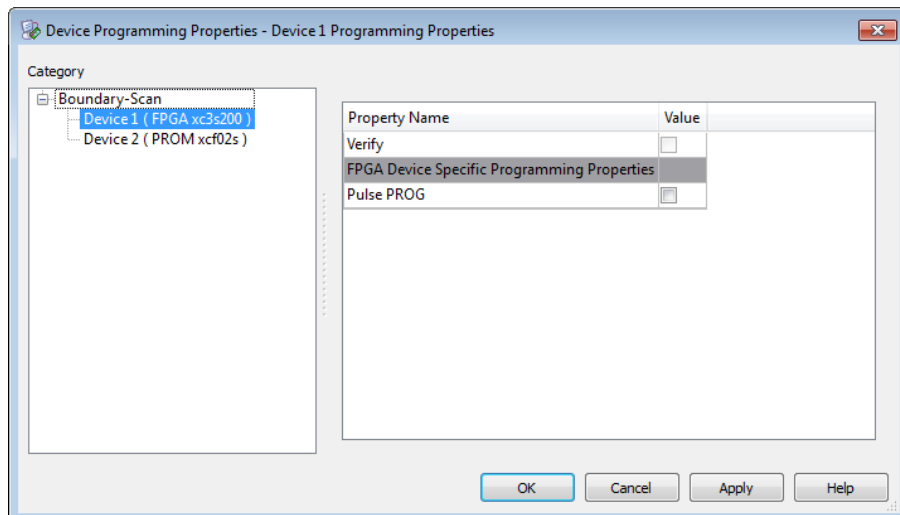 Device Programming Properties - Device 1 Programming Properties
Category
Boundary-Scan
Device 1 ( FPGA xc3s200 )
Device 2 ( PROM xcf02s )
Property Name Value
Verify
FPGA Device Specific Programming Properties
Pulse PROG
OK Cancel Apply Help